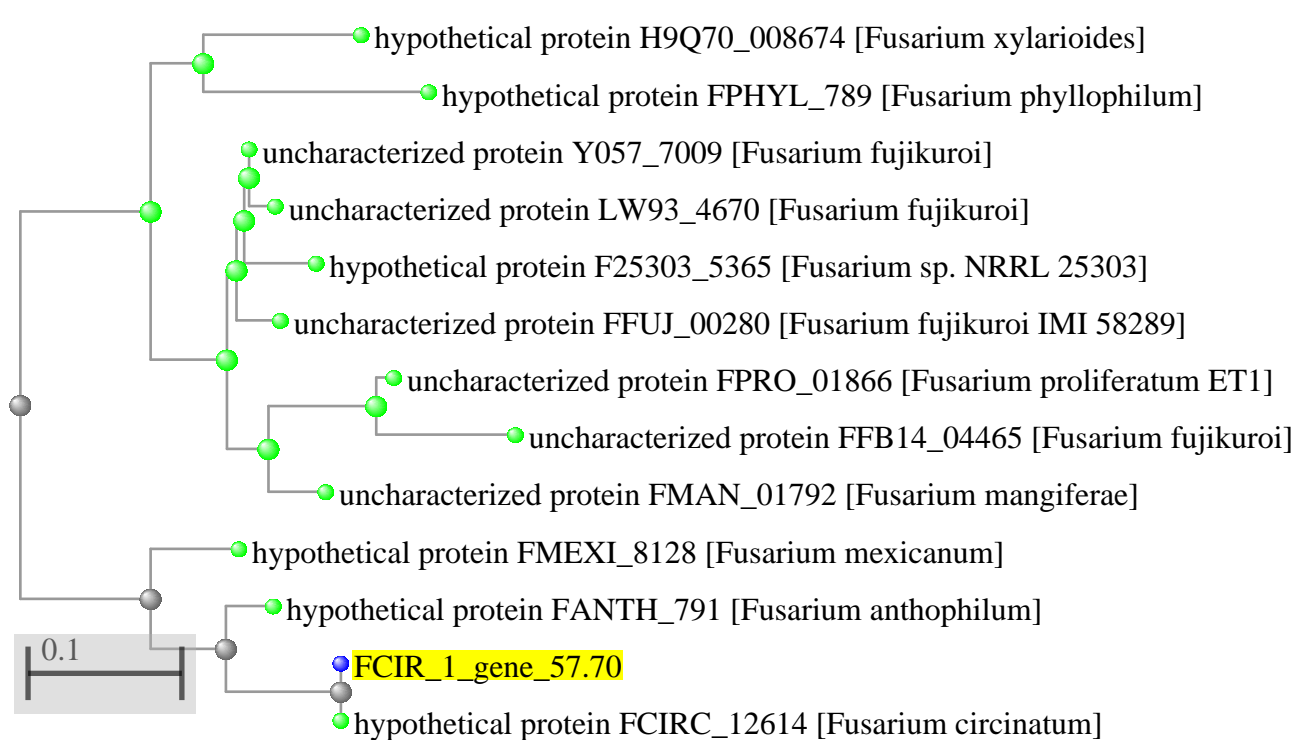 hypothetical protein H9Q70_008674 [Fusarium xylarioides]
hypothetical protein FPHYL_789 [Fusarium phyllophilum]
uncharacterized protein Y057_7009 [Fusarium fujikuroi]
uncharacterized protein LW93_4670 [Fusarium fujikuroi]
hypothetical protein F25303_5365 [Fusarium sp. NRRL 25303]
uncharacterized protein FFUJ_00280 [Fusarium fujikuroi IMI 58289]
uncharacterized protein FPRO_01866 [Fusarium proliferatum ET1]
uncharacterized protein FFB14_04465 [Fusarium fujikuroi]
uncharacterized protein FMAN_01792 [Fusarium mangiferae]
hypothetical protein FMEXI_8128 [Fusarium mexicanum]
hypothetical protein FANTH_791 [Fusarium anthophilum]
0.1
FCIR_1_gene_57.70
hypothetical protein FCIRC_12614 [Fusarium circinatum]